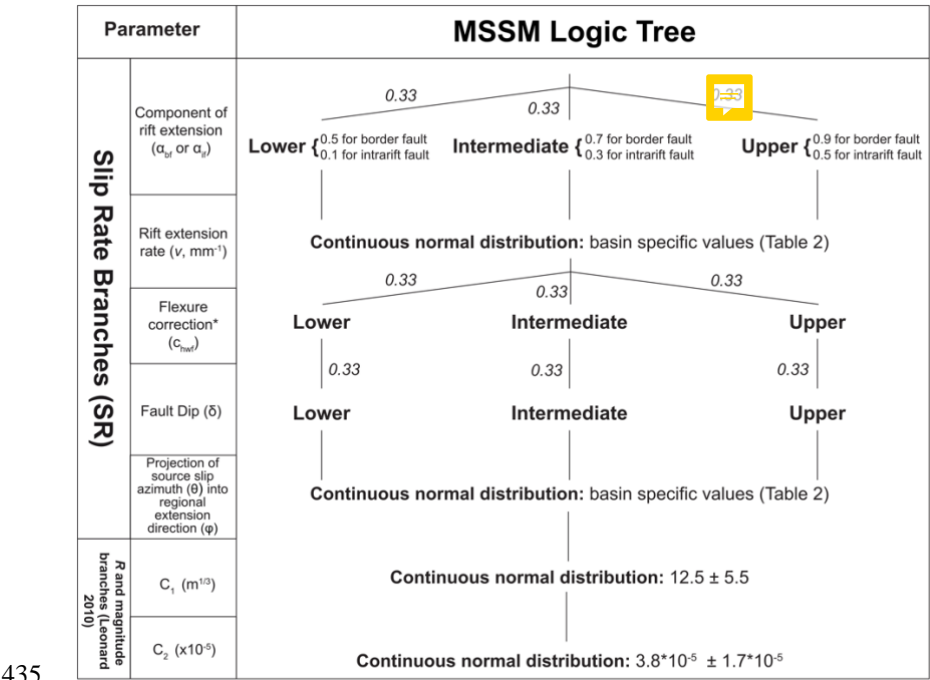 Parameter
MSSM Logic Tree
Slip Rate Branches (SR)
Component of
rift extension
(α_bf or α_if)
0.33
0.33
0.33
Lower { 0.5 for border fault
0.1 for intrarift fault
Intermediate { 0.7 for border fault
0.3 for intrarift fault
Upper { 0.9 for border fault
0.5 for intrarift fault
Rift extension
rate (v, mm⁻¹)
Continuous normal distribution: basin specific values (Table 2)
Flexure
correction*
(c_hwf)
0.33
0.33
0.33
Lower
Intermediate
Upper
Fault Dip (δ)
0.33
0.33
0.33
Lower
Intermediate
Upper
Projection of
source slip
azimuth (θ) into
regional
extension
direction (φ)
Continuous normal distribution: basin specific values (Table 2)
R and magnitude
branches (Leonard
2010)
C₁ (m¹ᐟ³)
Continuous normal distribution: 12.5 ± 5.5
C₂ (x10⁻⁵)
Continuous normal distribution: 3.8*10⁻⁵ ± 1.7*10⁻⁵
435